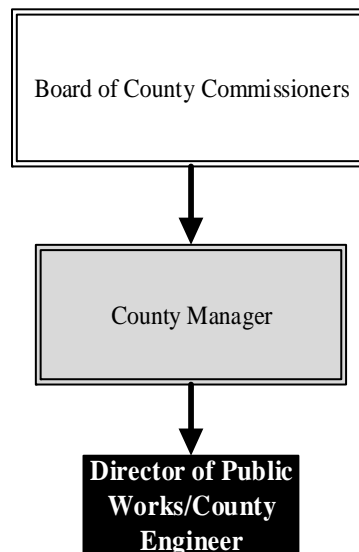 Board of County Commissioners
County Manager
Director of Public
Works/County
Engineer